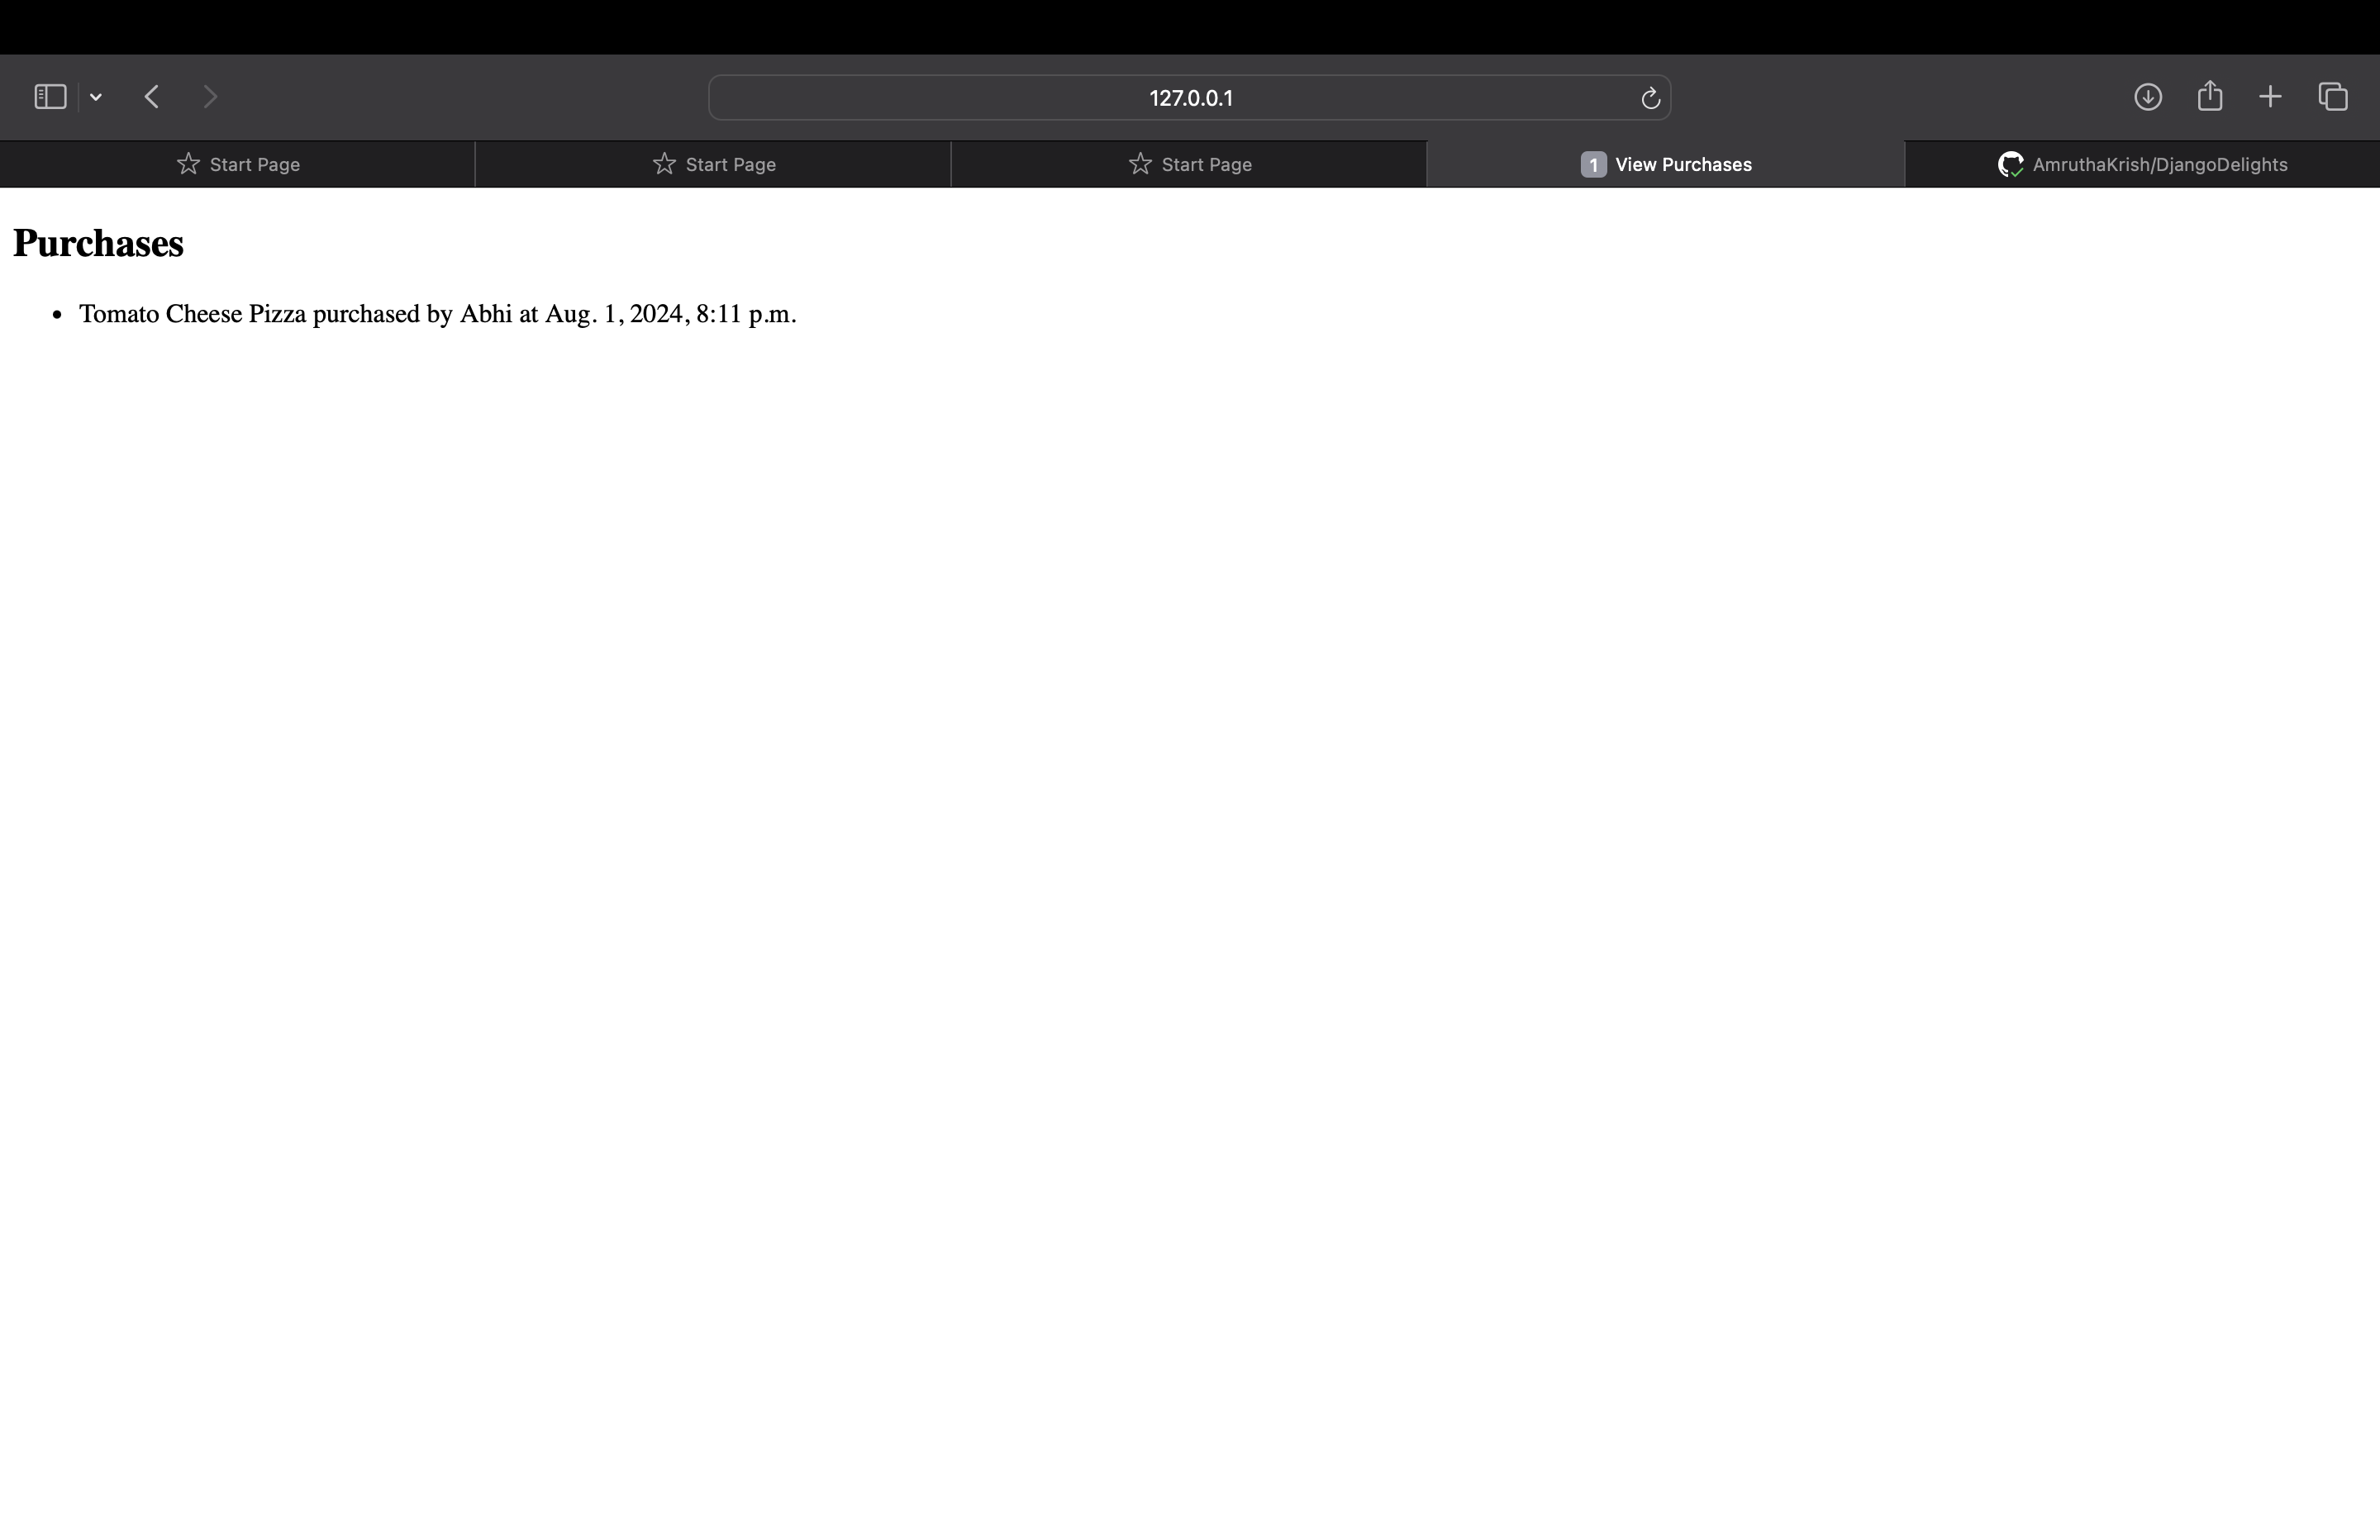 127.0.0.1
Start Page
Start Page
Start Page
1 View Purchases
AmruthaKrish/DjangoDelights
Purchases
• Tomato Cheese Pizza purchased by Abhi at Aug. 1, 2024, 8:11 p.m.